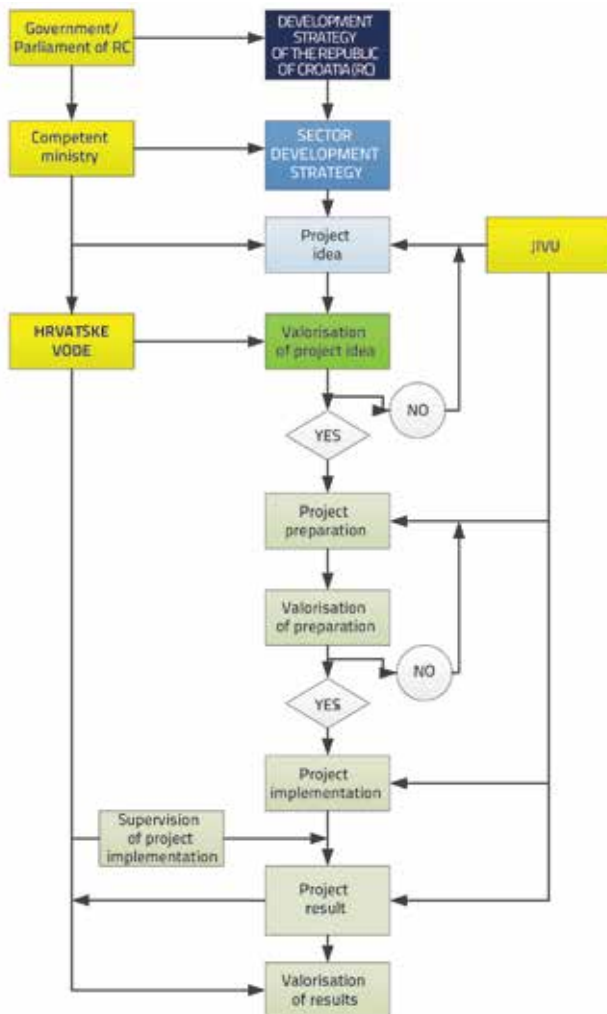 Government/
Parliament of RC
DEVELOPMENT
STRATEGY
OF THE REPUBLIC
OF CROATIA (RC)
Competent
ministry
SECTOR
DEVELOPMENT
STRATEGY
Project
idea
JIVU
HRVATSKE
VODE
Valorisation
of project idea
NO
YES
Project
preparation
Valorisation
of preparation
NO
YES
Project
implementation
Supervision
of project
implementation
Project
result
Valorisation
of results